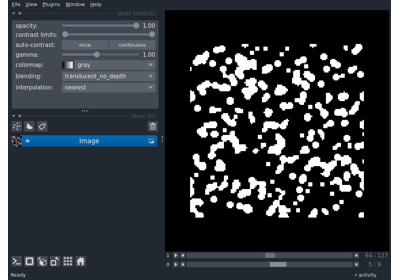 File View Plugins Window Help
layer controls
opacity: 1.00
contrast limits:
auto-contrast: once continuous
gamma: 1.00
colormap: gray
blending: translucent_no_depth
interpolation: nearest
layer list
Image
1 64 127
0 5 9
Ready activity